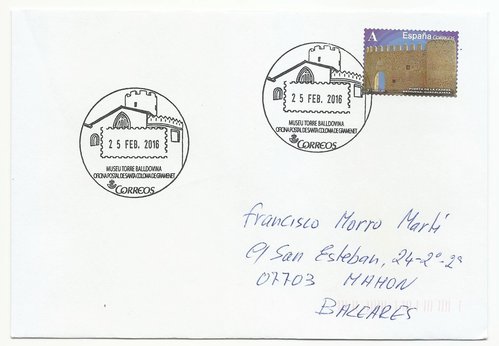 A España CORREOS
25 FEB. 2016
MUSEU TORRE BALLDOVINA
OFICINA POSTAL DE SANTA COLOMA DE GRAMENET
CORREOS
25 FEB. 2016
MUSEU TORRE BALLDOVINA
OFICINA POSTAL DE SANTA COLOMA DE GRAMENET
CORREOS
Francisco Morro Martí
C/ San Esteban, 24-2º-2ª
07703 MAHON
BALEARES